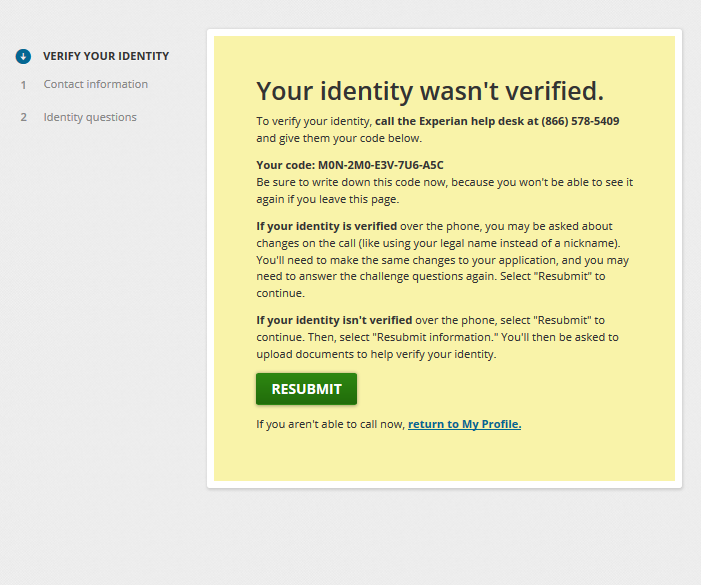 VERIFY YOUR IDENTITY
1 Contact information
2 Identity questions
Your identity wasn't verified.
To verify your identity, call the Experian help desk at (866) 578-5409
and give them your code below.
Your code: M0N-2M0-E3V-7U6-A5C
Be sure to write down this code now, because you won't be able to see it
again if you leave this page.
If your identity is verified over the phone, you may be asked about
changes on the call (like using your legal name instead of a nickname).
You'll need to make the same changes to your application, and you may
need to answer the challenge questions again. Select "Resubmit" to
continue.
If your identity isn't verified over the phone, select "Resubmit" to
continue. Then, select "Resubmit information." You'll then be asked to
upload documents to help verify your identity.
RESUBMIT
If you aren't able to call now, return to My Profile.